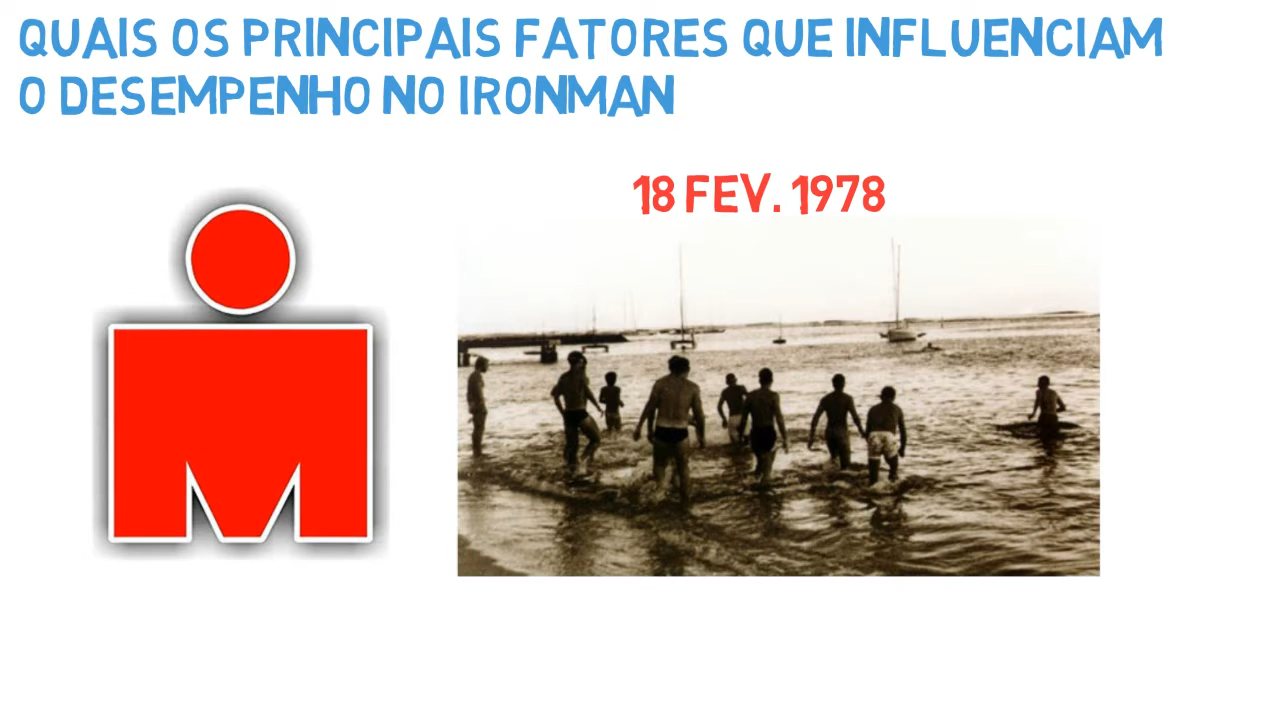 QUAIS OS PRINCIPAIS FATORES QUE INFLUENCIAM
O DESEMPENHO NO IRONMAN
18 FEV. 1978